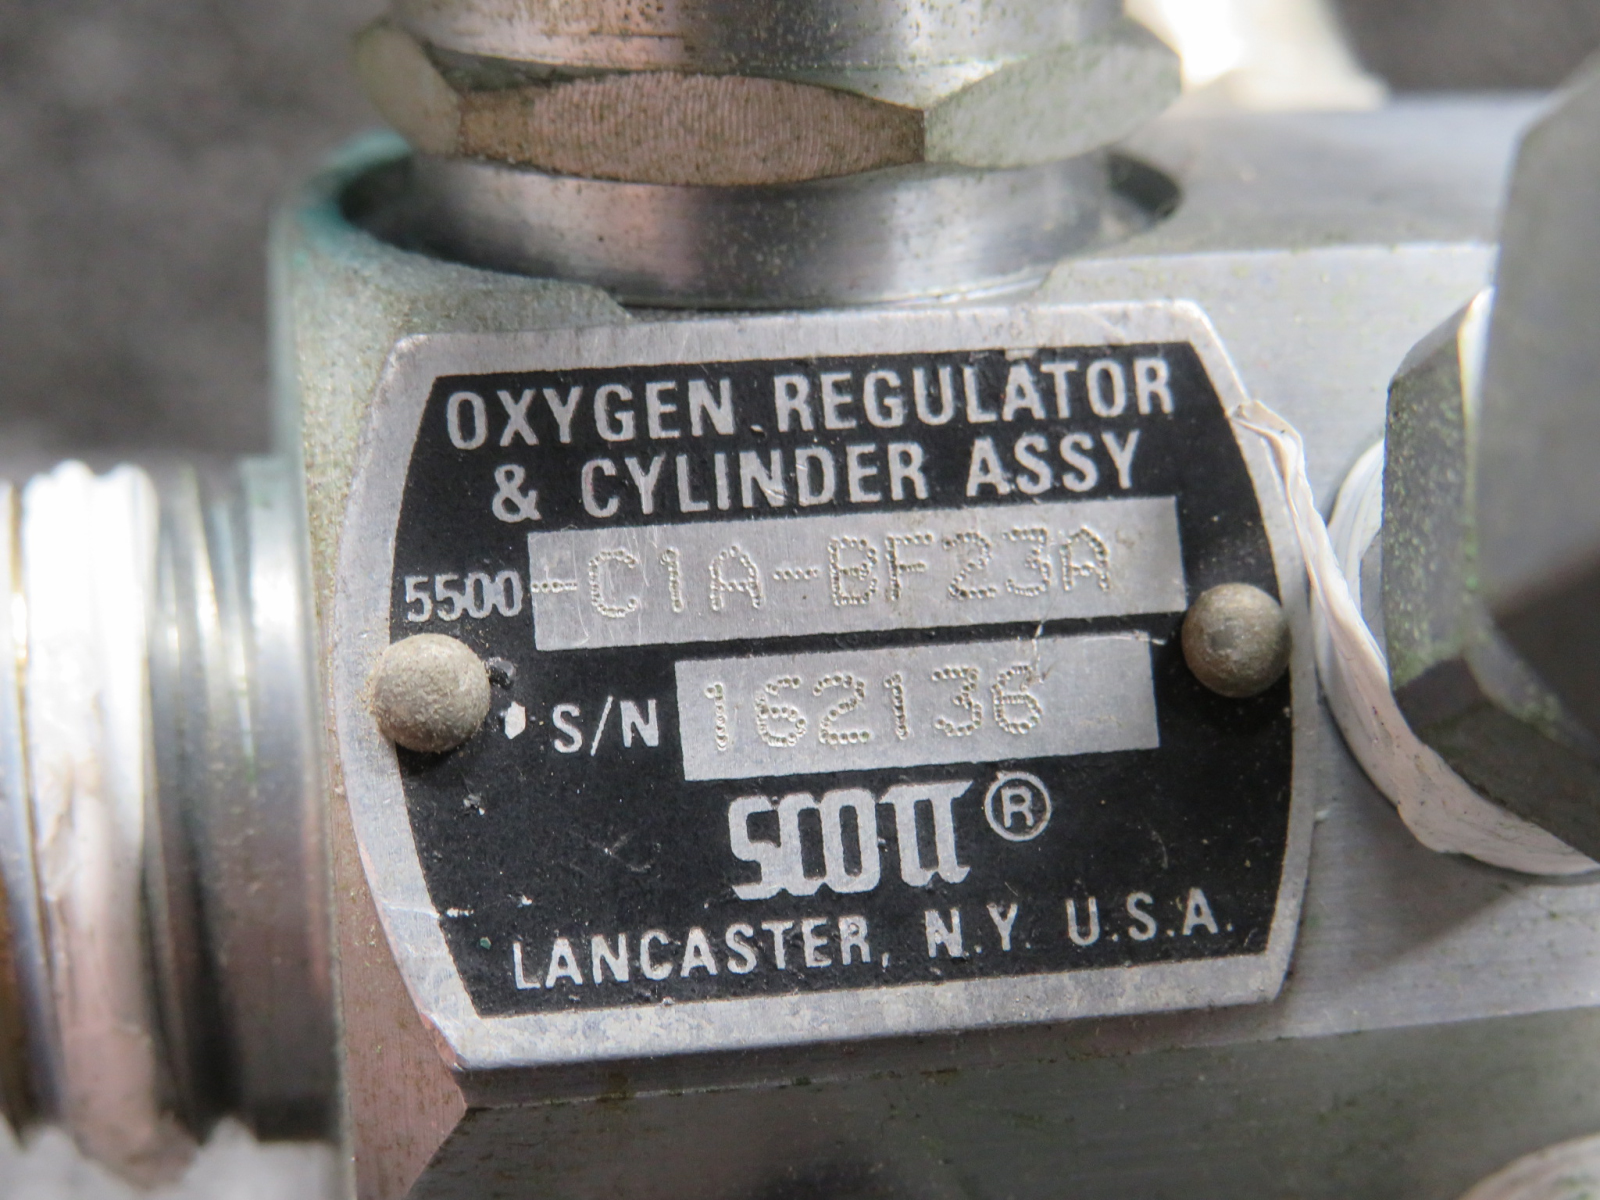 OXYGEN REGULATOR
& CYLINDER ASSY
5500-C1A-BF23A
S/N 162136
SCOTT®
LANCASTER, N.Y. U.S.A.